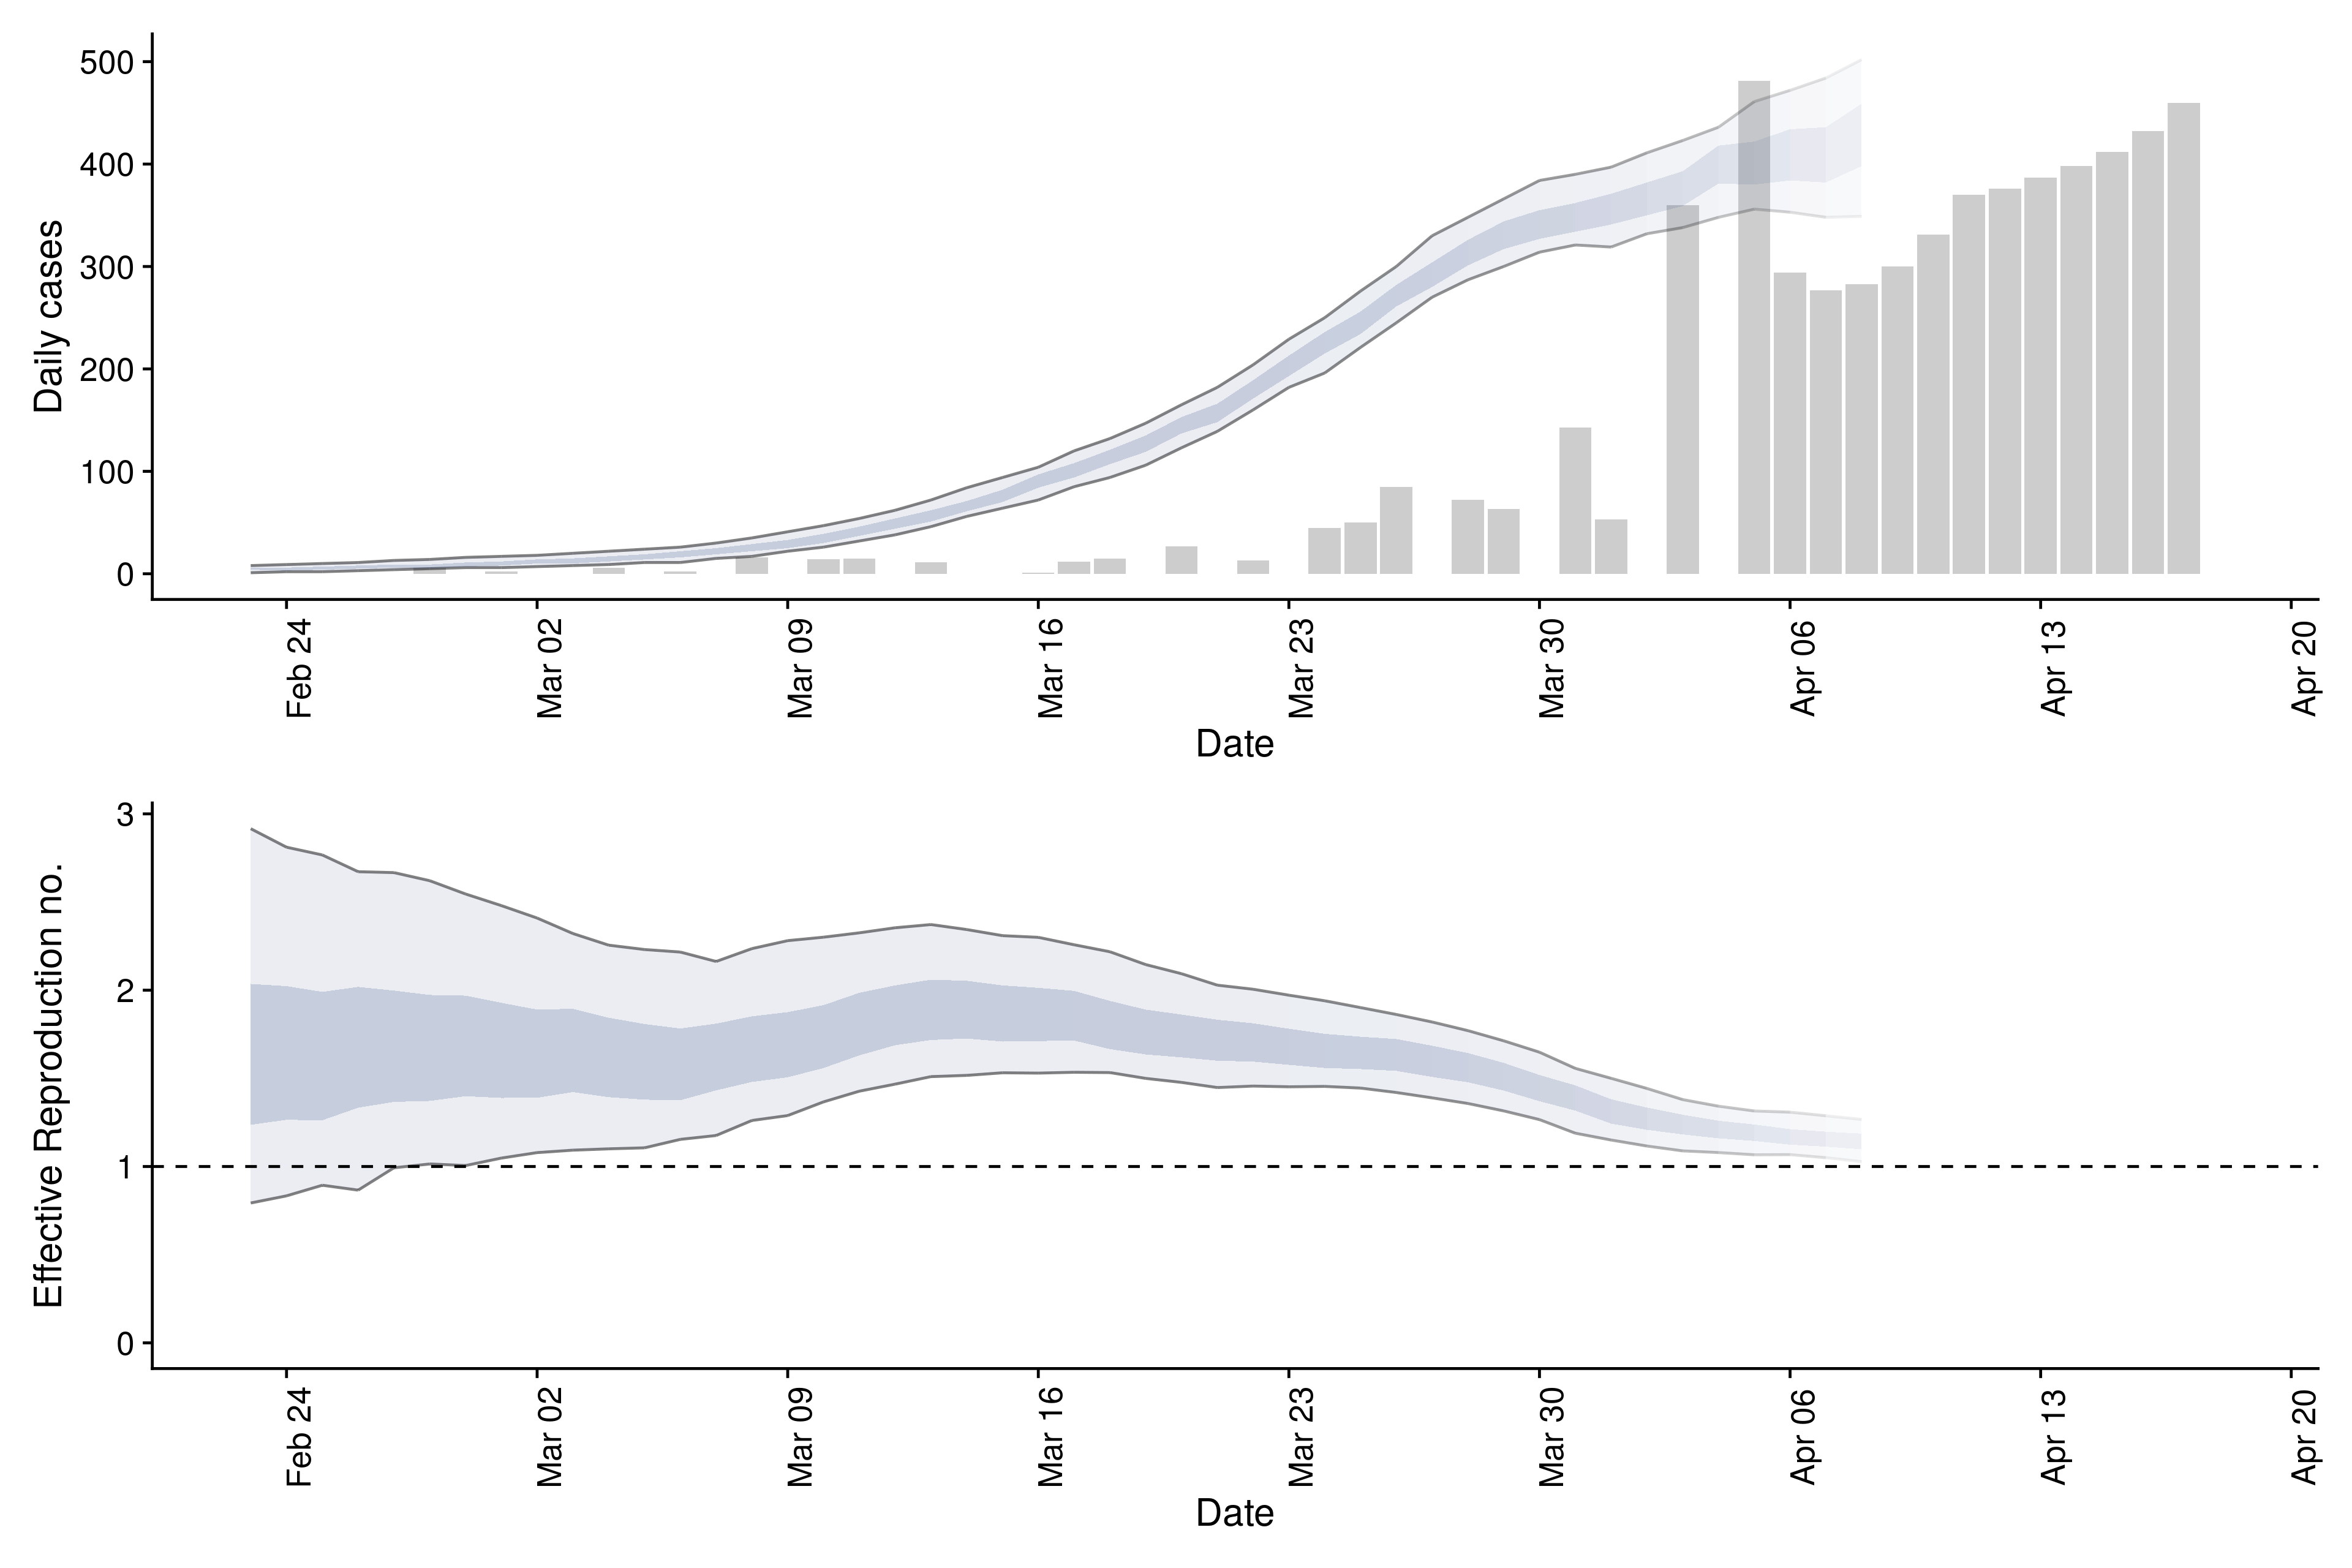 Daily cases
500
400
300
200
100
0
Feb 24
Mar 02
Mar 09
Mar 16
Mar 23
Mar 30
Apr 06
Apr 13
Apr 20
Date
Effective Reproduction no.
3
2
1
0
Feb 24
Mar 02
Mar 09
Mar 16
Mar 23
Mar 30
Apr 06
Apr 13
Apr 20
Date